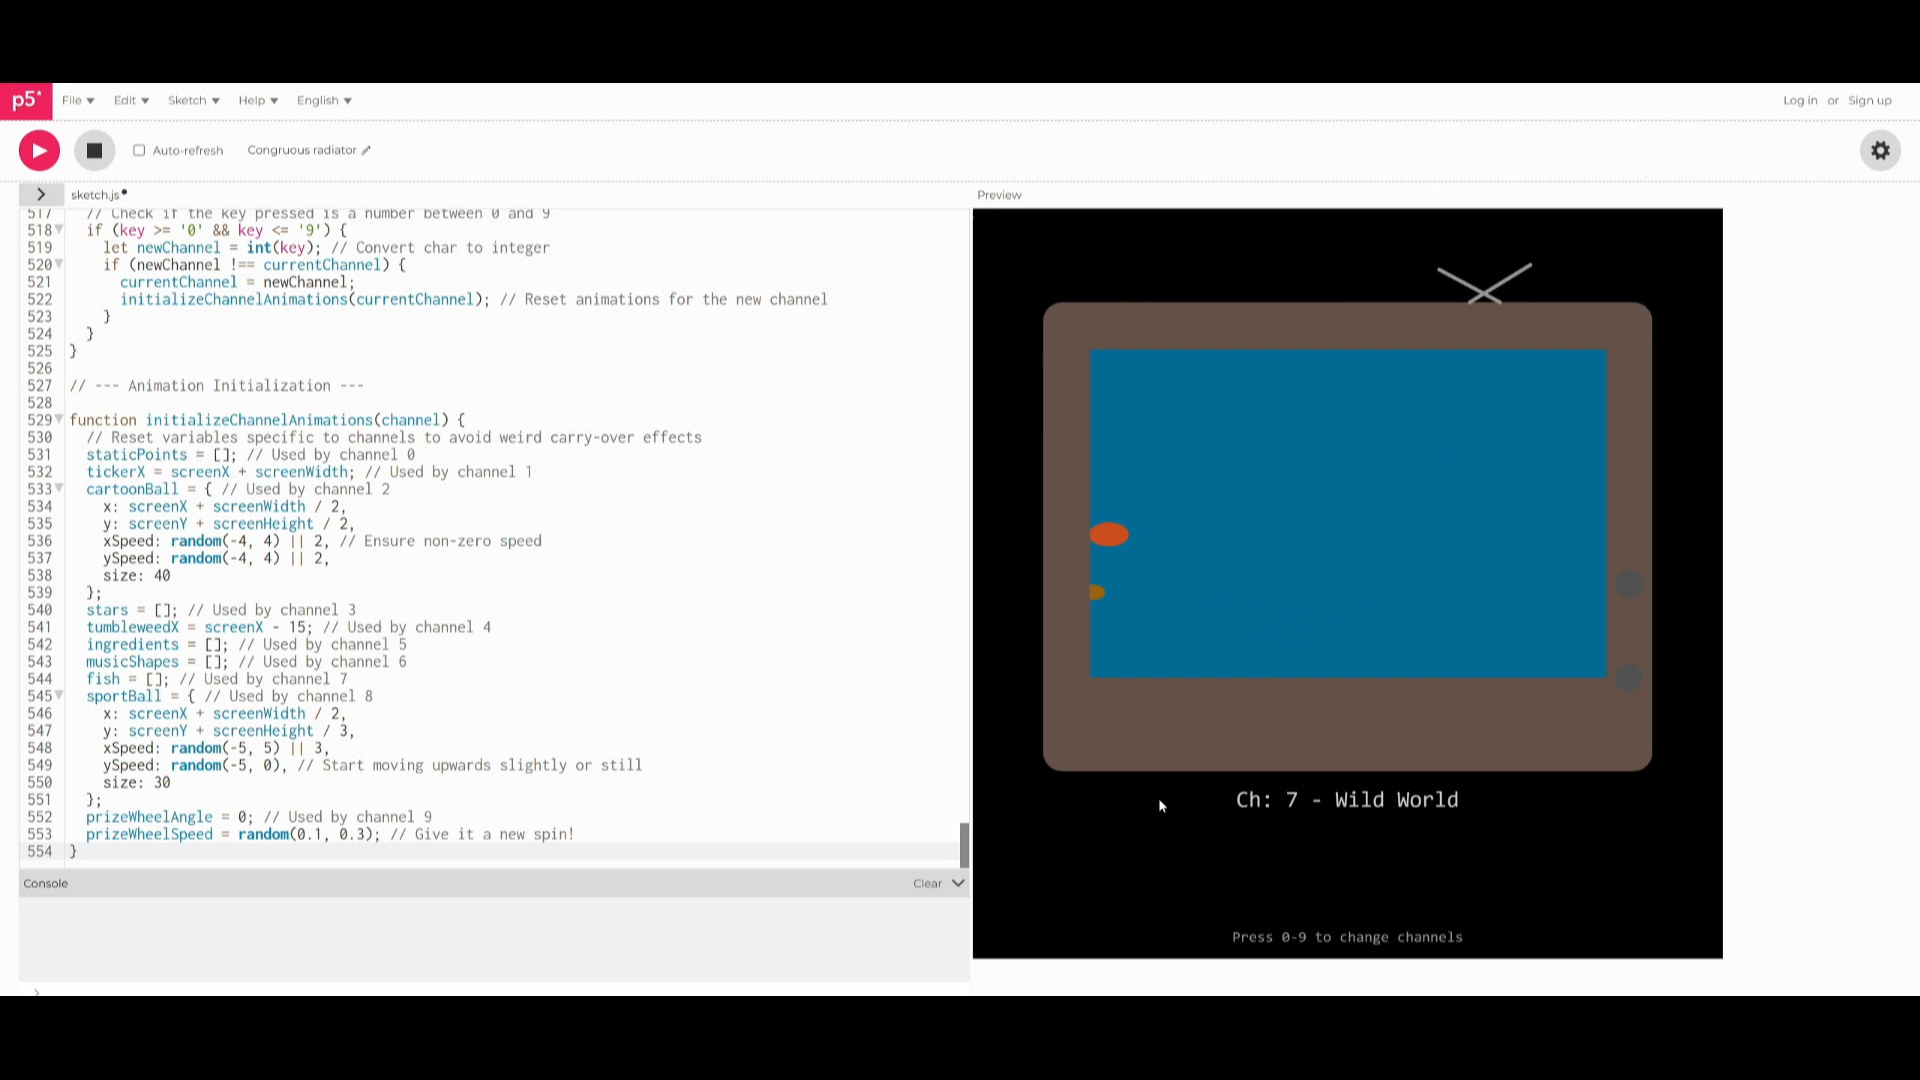 p5*
File Edit Sketch Help English
Log in or Sign up
Auto-refresh Congruous radiator
> sketch.js
Preview
517 // Check if the key pressed is a number between 0 and 9
518 if (key >= '0' && key <= '9') {
519 let newChannel = int(key); // Convert char to integer
520 if (newChannel !== currentChannel) {
521 currentChannel = newChannel;
522 initializeChannelAnimations(currentChannel); // Reset animations for the new channel
523 }
524 }
525 }
526
527 // --- Animation Initialization ---
528
529 function initializeChannelAnimations(channel) {
530 // Reset variables specific to channels to avoid weird carry-over effects
531 staticPoints = []; // Used by channel 0
532 tickerX = screenX + screenWidth; // Used by channel 1
533 cartoonBall = { // Used by channel 2
534 x: screenX + screenWidth / 2,
535 y: screenY + screenHeight / 2,
536 xSpeed: random(-4, 4) || 2, // Ensure non-zero speed
537 ySpeed: random(-4, 4) || 2,
538 size: 40
539 };
540 stars = []; // Used by channel 3
541 tumbleweedX = screenX - 15; // Used by channel 4
542 ingredients = []; // Used by channel 5
543 musicShapes = []; // Used by channel 6
544 fish = []; // Used by channel 7
545 sportBall = { // Used by channel 8
546 x: screenX + screenWidth / 2,
547 y: screenY + screenHeight / 3,
548 xSpeed: random(-5, 5) || 3,
549 ySpeed: random(-5, 0), // Start moving upwards slightly or still
550 size: 30
551 };
552 prizeWheelAngle = 0; // Used by channel 9
553 prizeWheelSpeed = random(0.1, 0.3); // Give it a new spin!
554 }
Console
Clear
>
Ch: 7 - Wild World
Press 0-9 to change channels